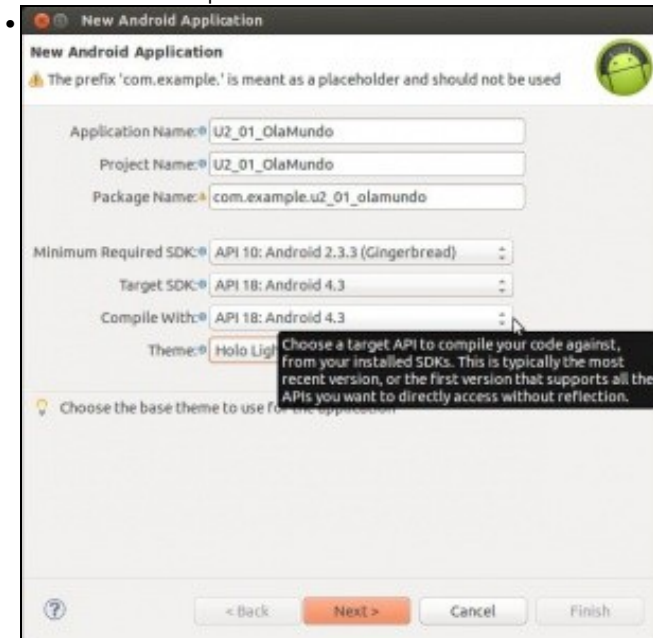 New Android Application
New Android Application
The prefix 'com.example.' is meant as a placeholder and should not be used
Application Name: U2_01_OlaMundo
Project Name: U2_01_OlaMundo
Package Name: com.example.u2_01_olamundo
Minimum Required SDK: API 10: Android 2.3.3 (Gingerbread)
Target SDK: API 18: Android 4.3
Compile With: API 18: Android 4.3
Theme: Holo Ligh
Choose a target API to compile your code against,
from your installed SDKs. This is typically the most
recent version, or the first version that supports all the
APIs you want to directly access without reflection.
Choose the base theme to use for the application
? < Back Next > Cancel Finish